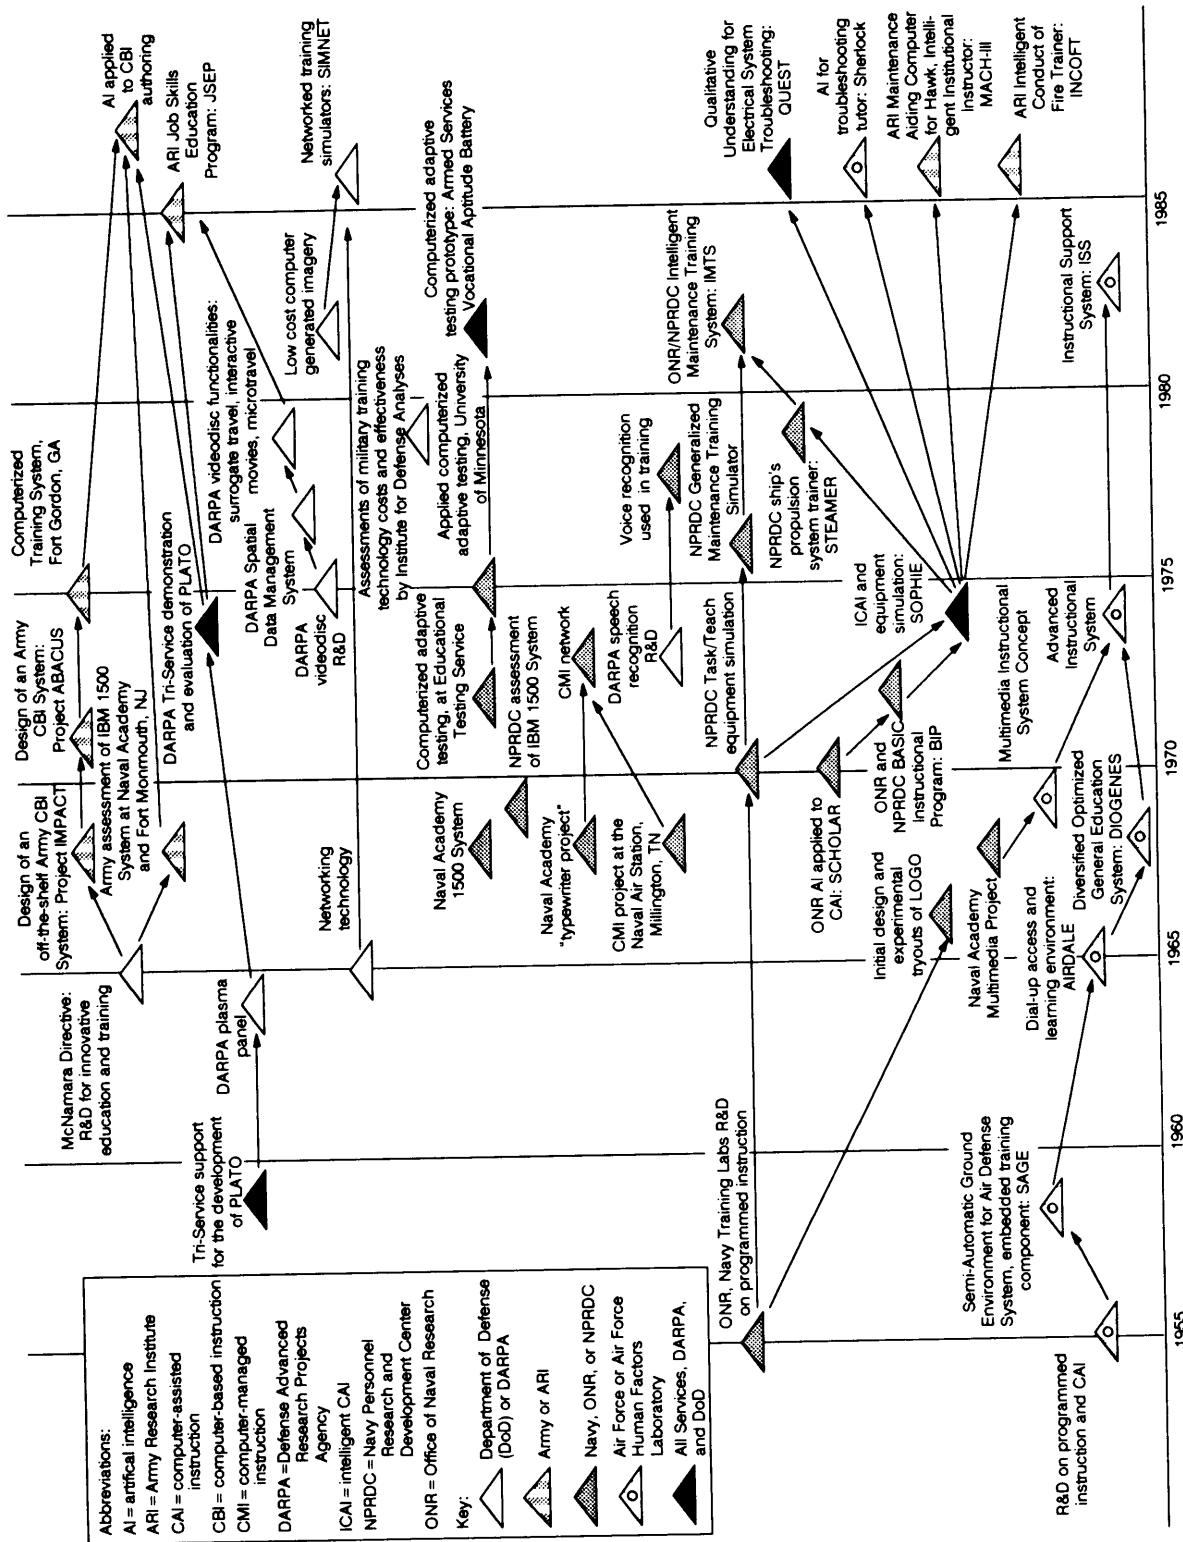 Abbreviations:
AI = artifical intelligence
ARI = Army Research Institute
CAI = computer-assisted
instruction
CBI = computer-based instruction
CMI = computer-managed
instruction
DARPA = Defense Advanced
Research Projects
Agency
ICAI = intelligent CAI
NPRDC = Navy Personnel
Research and
Development Center
ONR = Office of Naval Research
Key:
Department of Defense
(DoD) or DARPA
Army or ARI
Navy, ONR, or NPRDC
Air Force or Air Force
Human Factors
Laboratory
All Services, DARPA,
and DoD
McNamara Directive:
R&D for innovative
education and training
Design of an
off-the-shelf Army CBI
System: Project IMPACT
Design of an Army
CBI System:
Project ABACUS
Computerized
Training System,
Fort Gordon, GA
AI applied
to CBI
authoring
Army assessment of IBM 1500
System at Naval Academy
and Fort Monmouth, NJ
ARI Job Skills
Education
Program: JSEP
DARPA Tri-Service demonstration
and evaluation of PLATO
Tri-Service support
for the development
of PLATO
DARPA plasma
panel
DARPA videodisc functionalities:
surrogate travel, interactive
movies, microtravel
DARPA Spatial
Data Management
System
DARPA
videodisc
R&D
Low cost computer
generated imagery
Networked training
simulators: SIMNET
Networking
technology
Assessments of military training
technology costs and effectiveness
by Institute for Defense Analyses
Naval Academy
1500 System
Computerized adaptive
testing, at Educational
Testing Service
Applied computerized
adaptive testing, University
of Minnesota
Computerized adaptive
testing prototype: Armed Services
Vocational Aptitude Battery
NPRDC assessment
of IBM 1500 System
Naval Academy
"typewriter project"
CMI network
CMI project at the
Naval Air Station,
Millington, TN
DARPA speech
recognition
R&D
Voice recognition
used in training
ONR, Navy Training Labs R&D
on programmed instruction
NPRDC Task/Teach
equipment simulation
NPRDC Generalized
Maintenance Training
Simulator
ONR/NPRDC Intelligent
Maintenance Training
System: IMTS
Qualitative
Understanding for
Electrical System
Troubleshooting:
QUEST
NPRDC ship's
propulsion
system trainer:
STEAMER
ONR AI applied to
CAI: SCHOLAR
AI for
troubleshooting
tutor: Sherlock
ONR and
NPRDC BASIC
Instructional
Program: BIP
ICAI and
equipment
simulation:
SOPHIE
ARI Maintenance
Aiding Computer
for Hawk, Intelli-
gent Institutional
Instructor:
MACH-III
Initial design and
experimental
tryouts of LOGO
ARI Intelligent
Conduct of
Fire Trainer:
INCOFT
Naval Academy
Multimedia Project
Multimedia Instructional
System Concept
Semi-Automatic Ground
Environment for Air Defense
System, embedded training
component: SAGE
Dial-up access and
learning environment:
AIRDALE
Advanced
Instructional
System
Instructional Support
System: ISS
Diversified Optimized
General Education
System: DIOGENES
R&D on programmed
instruction and CAI
1955
1960
1965
1970
1975
1980
1985